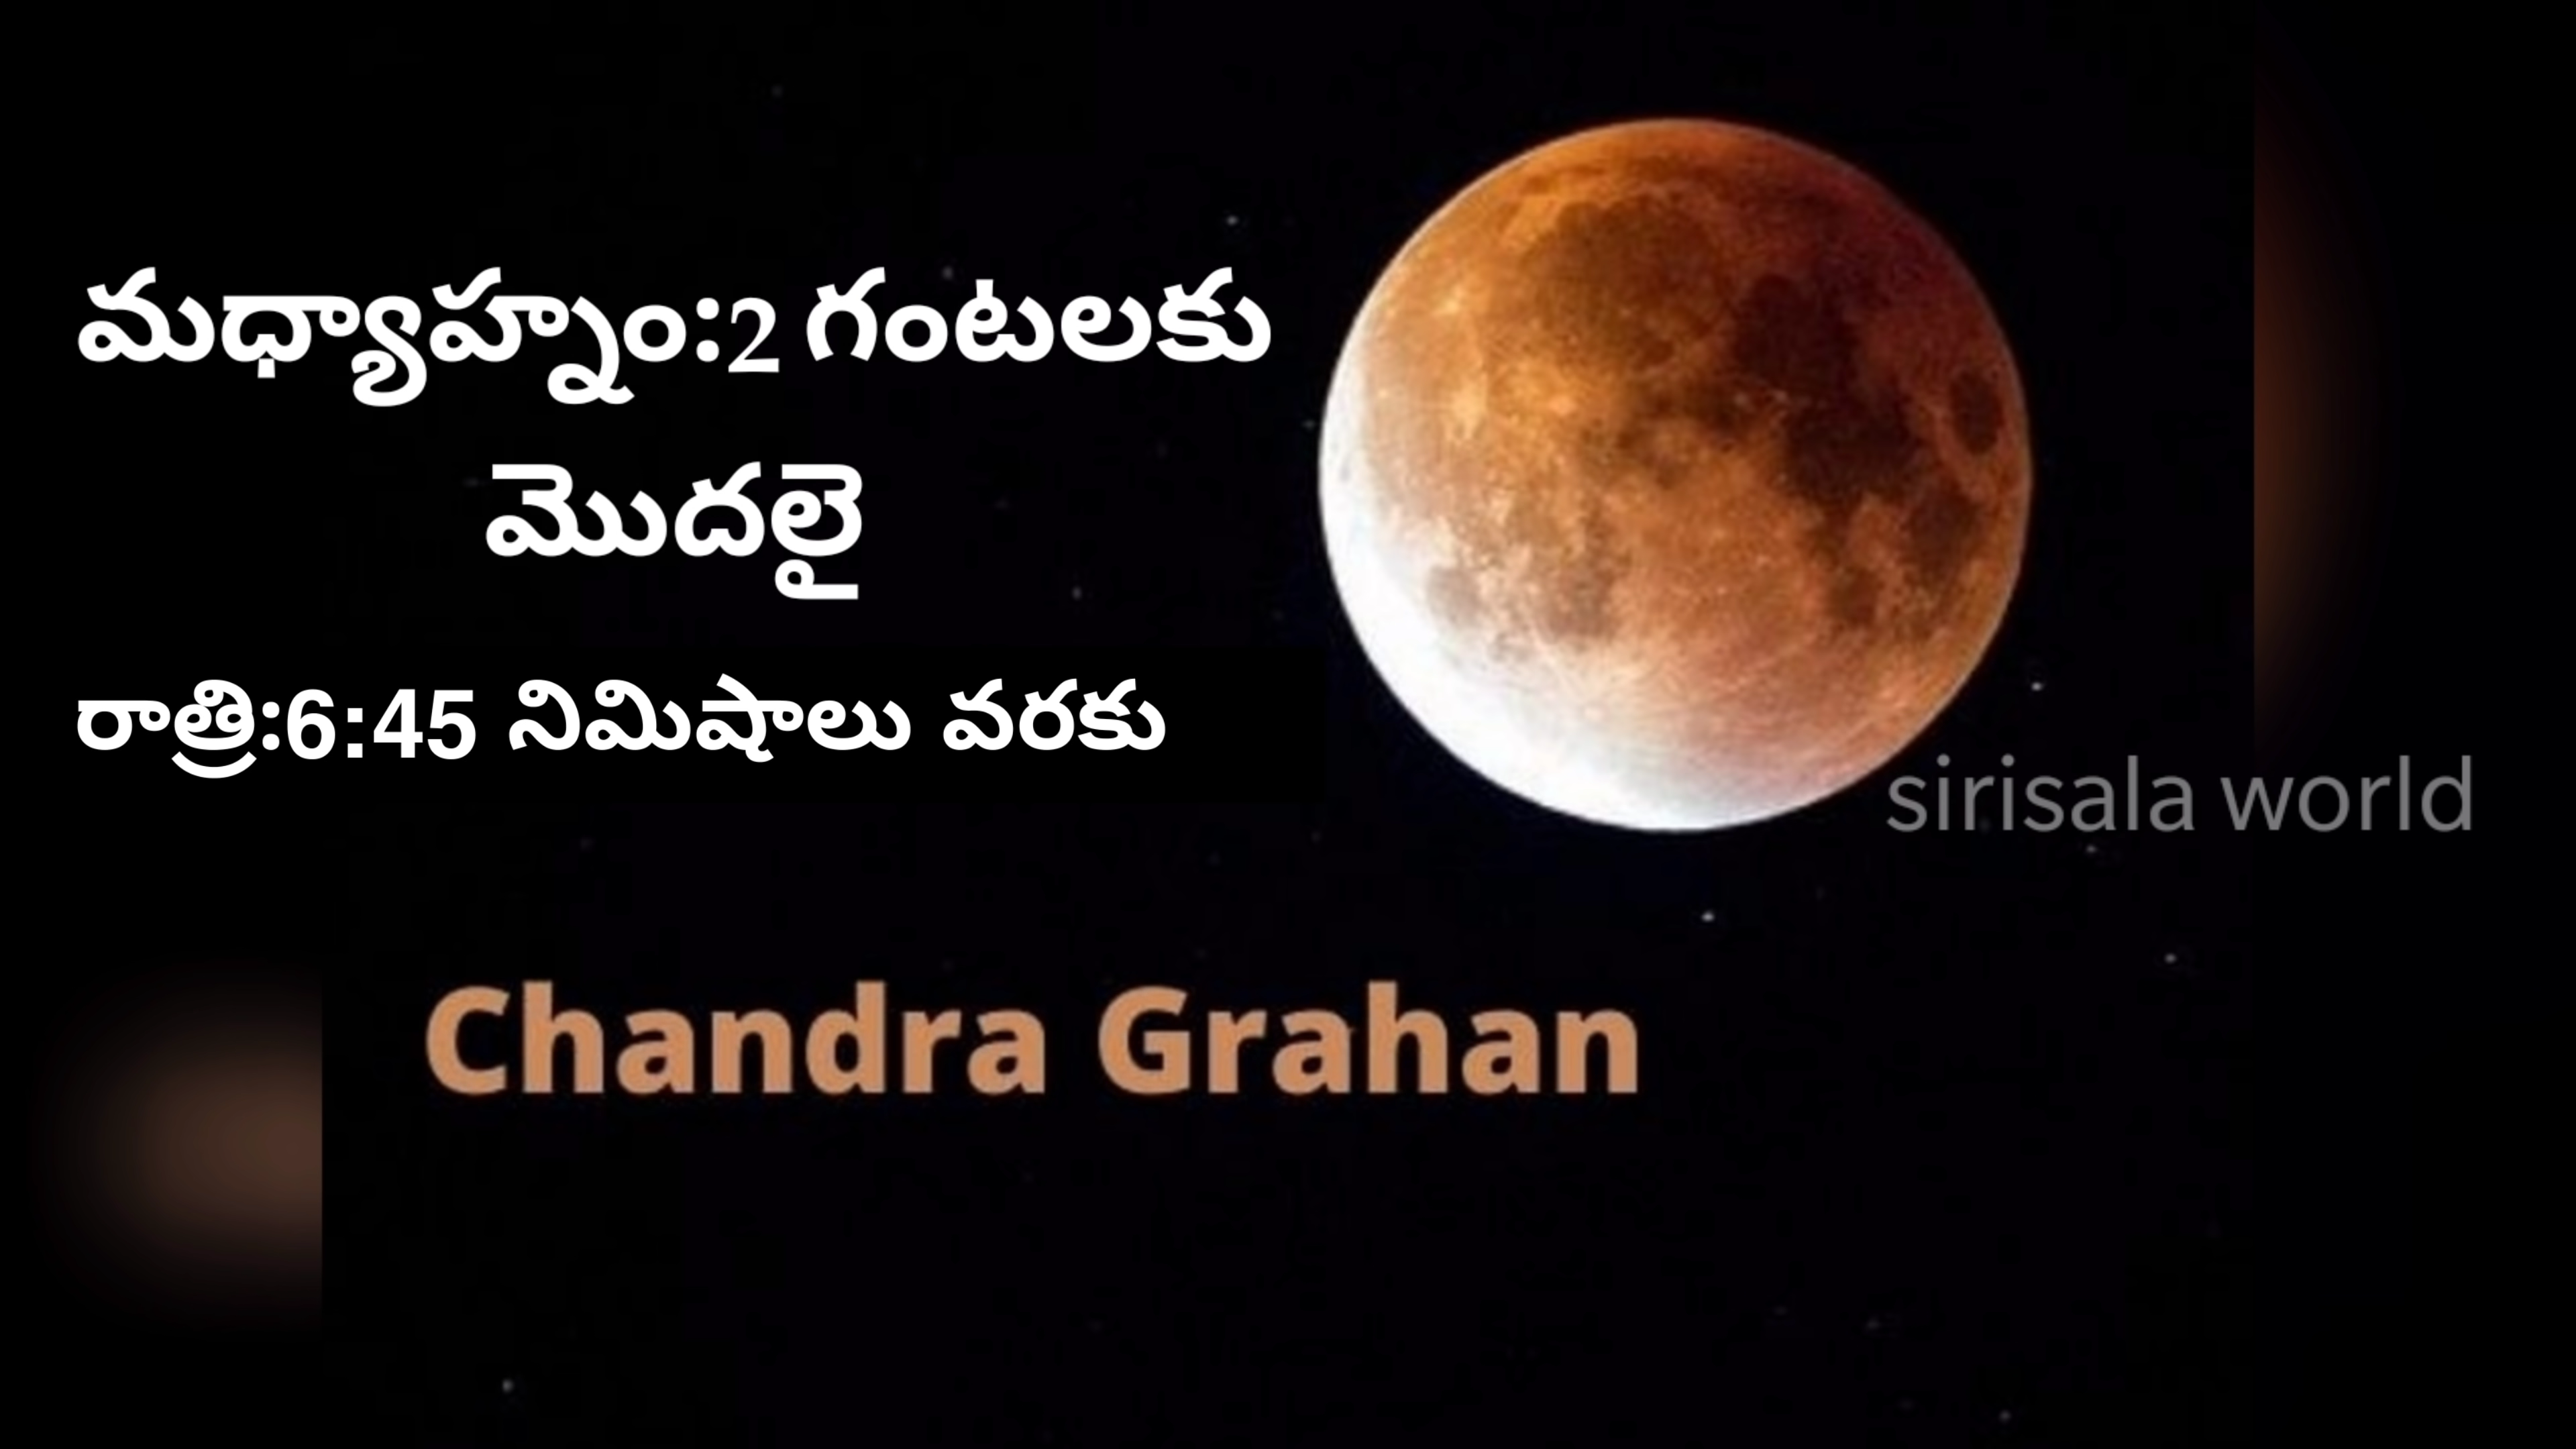 మధ్యాహ్నం:2 గంటలకు
మొదలై
రాత్రి:6:45 నిమిషాలు వరకు
sirisala world
Chandra Grahan